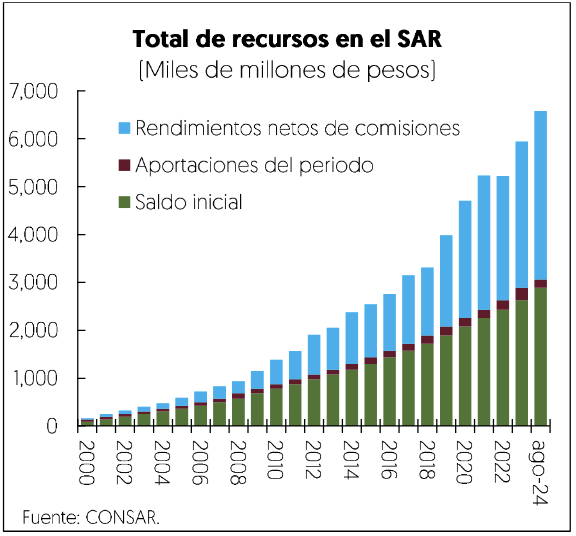 Total de recursos en el SAR
(Miles de millones de pesos)
7,000
6,000
5,000
4,000
3,000
2,000
1,000
0
Rendimientos netos de comisiones
Aportaciones del periodo
Saldo inicial
2000
2002
2004
2006
2008
2010
2012
2014
2016
2018
2020
2022
ago-24
Fuente: CONSAR.